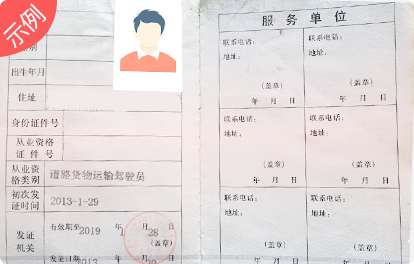 示例
别
出生年月
住址
身份证件号
从业资格
证件号
从业资
格类别
道路货物运输驾驶员
初次发
证时间
2013-1-29
发证
机关
有效期至2019年1月28日
(盖章)
发证日期2013
服务单位
联系电话:
地址:
(盖章)
年 月 日
联系电话:
地址:
(盖章)
年 月 日
联系电话:
地址:
(盖章)
年 月 日
联系电话:
地址:
(盖章)
年 月 日
联系电话:
地址:
(盖章)
年 月 日
联系电话:
地址:
(盖章)
年 月 日